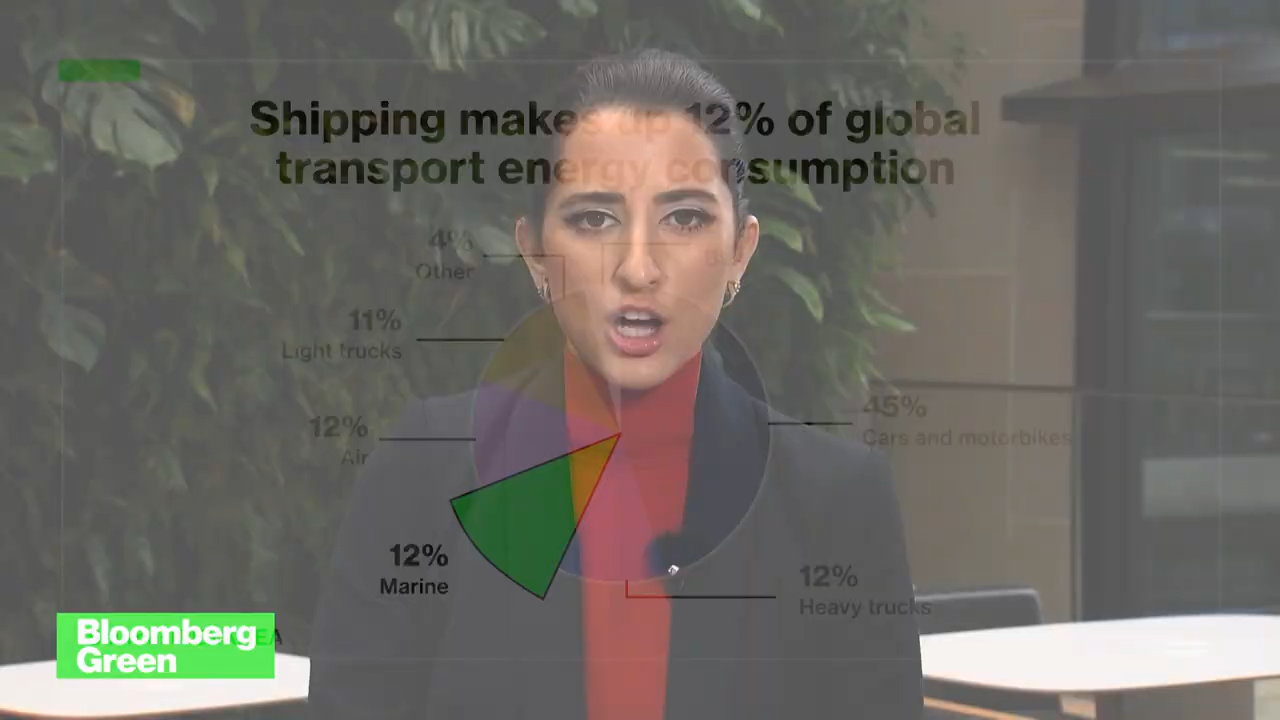 Shipping makes up 12% of global
transport energy consumption
4%
Other
11%
Light trucks
12%
Air
12%
Marine
45%
Cars and motorbikes
12%
Heavy trucks
Bloomberg
Green